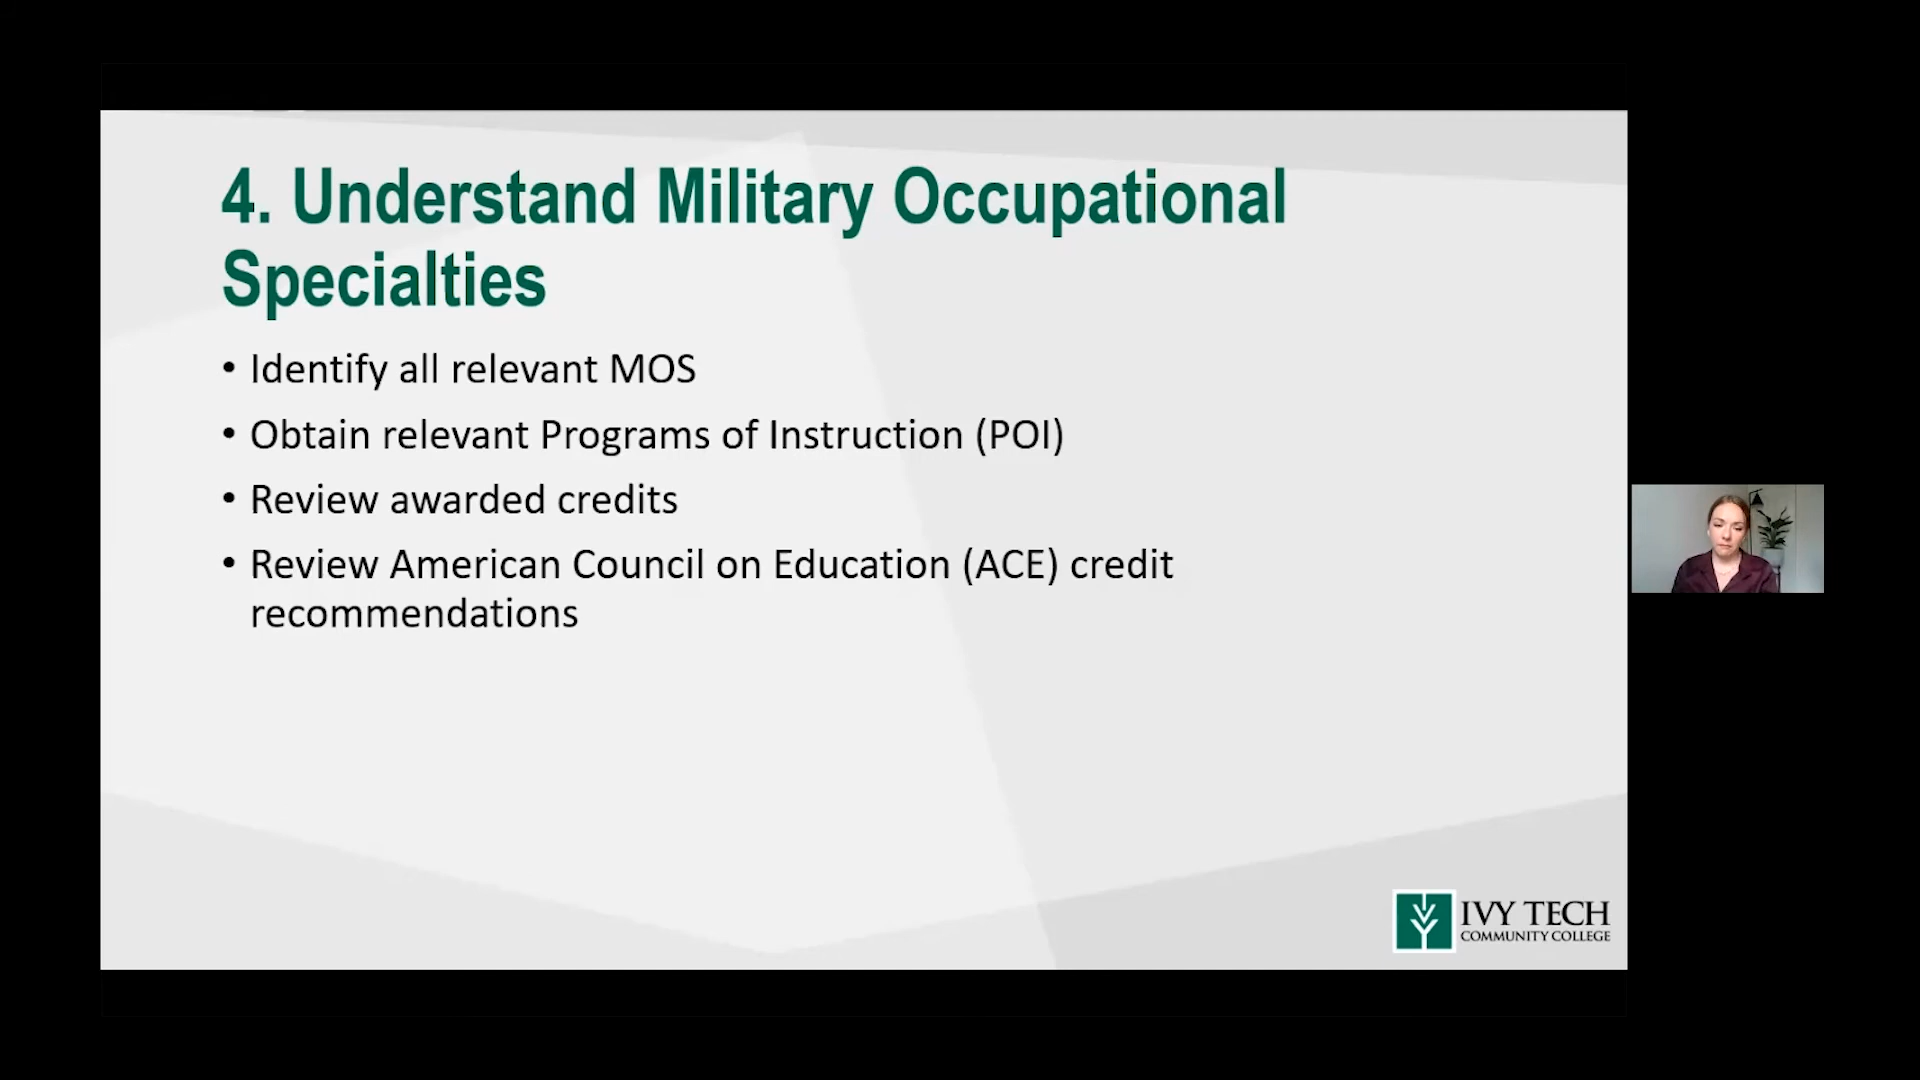 4. Understand Military Occupational
Specialties
• Identify all relevant MOS
• Obtain relevant Programs of Instruction (POI)
• Review awarded credits
• Review American Council on Education (ACE) credit
recommendations
IVY TECH
COMMUNITY COLLEGE